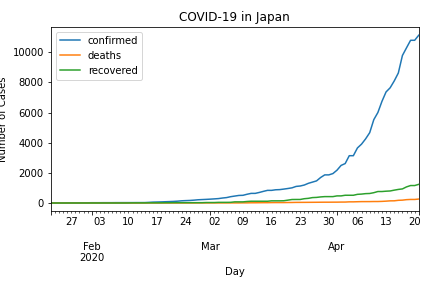 COVID-19 in Japan
confirmed
deaths
recovered
Number of Cases
10000
8000
6000
4000
2000
0
27 03 10 17 24 02 09 16 23 30 06 13 20
Feb Mar Apr
2020
Day